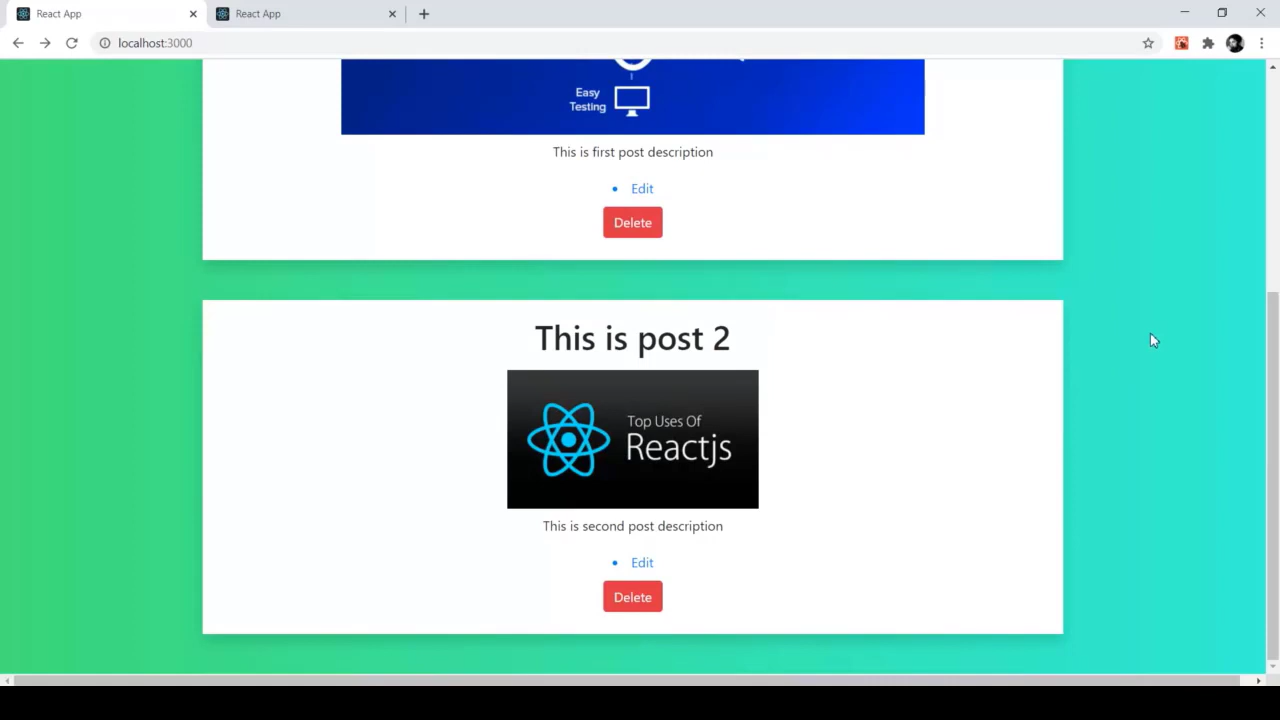 React App
React App
localhost:3000
Easy
Testing
This is first post description
Edit
Delete
This is post 2
Top Uses Of
Reactjs
This is second post description
Edit
Delete